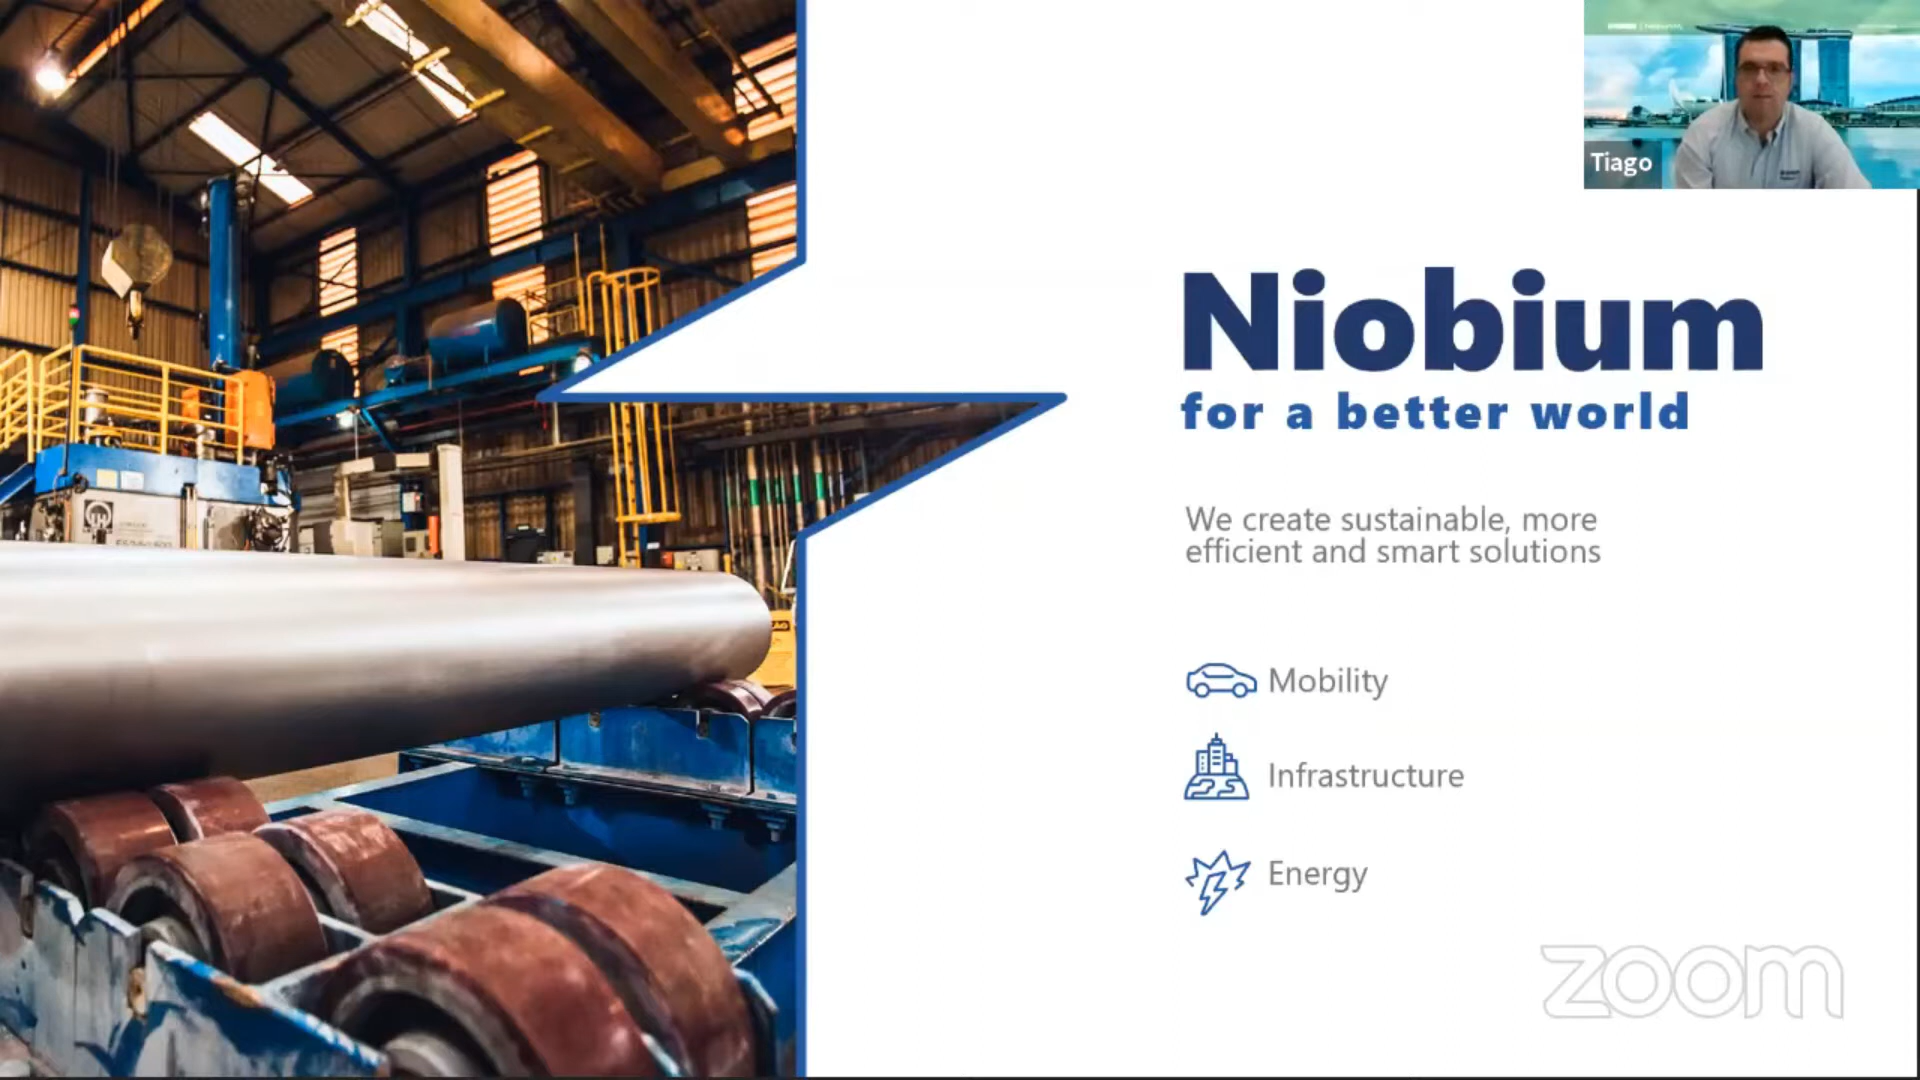 Tiago
Niobium
for a better world
We create sustainable, more
efficient and smart solutions
Mobility
Infrastructure
Energy
zoom